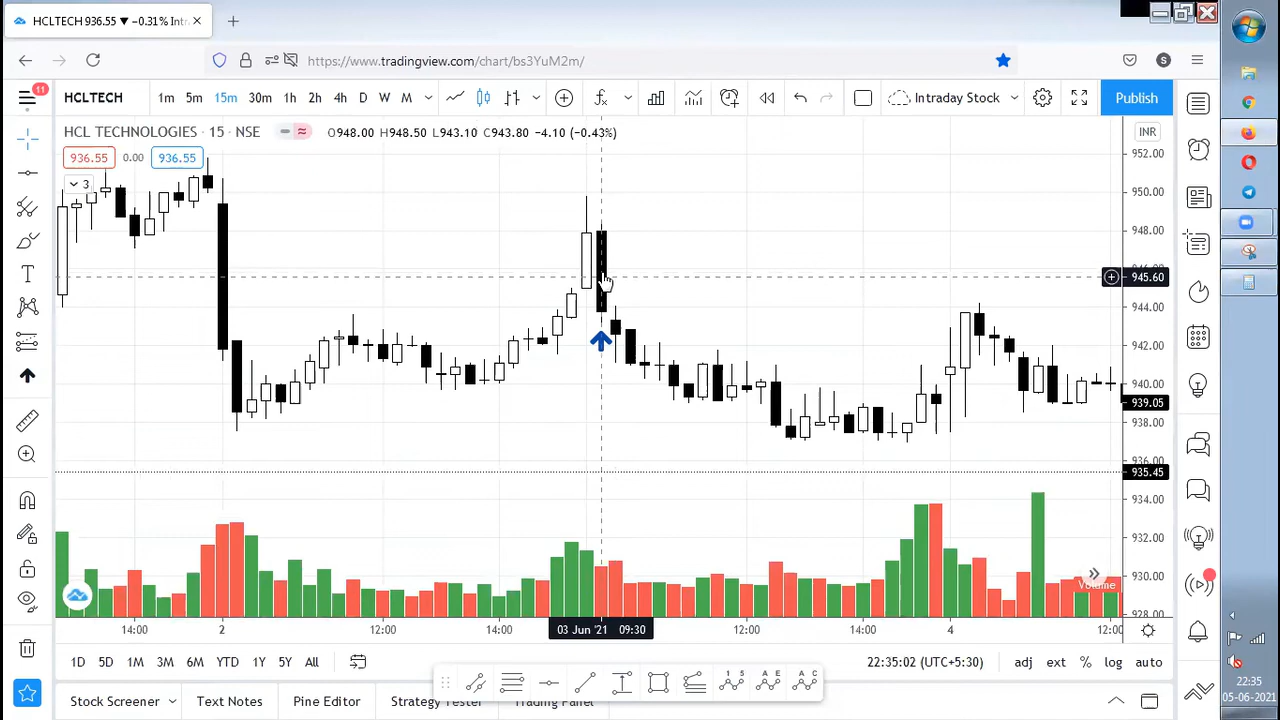 HCLTECH 936.55 ▼ −0.31% Intr
https://www.tradingview.com/chart/bs3YuM2m/
S
11
HCLTECH 1m 5m 15m 30m 1h 2h 4h D W M Intraday Stock Publish
HCL TECHNOLOGIES · 15 · NSE O948.00 H948.50 L943.10 C943.80 −4.10 (−0.43%)
INR
936.55 0.00 936.55
3
952.00
950.00
948.00
945.60
944.00
942.00
940.00
939.05
938.00
936.00
935.45
934.00
932.00
930.00
928.00
Volume
14:00 2 12:00 14:00 03 Jun '21 09:30 12:00 14:00 4 12:00
1D 5D 1M 3M 6M YTD 1Y 5Y All 22:35:02 (UTC+5:30) adj ext % log auto
Stock Screener Text Notes Pine Editor Strategy Tester Trading Panel
22:35
05-06-2021